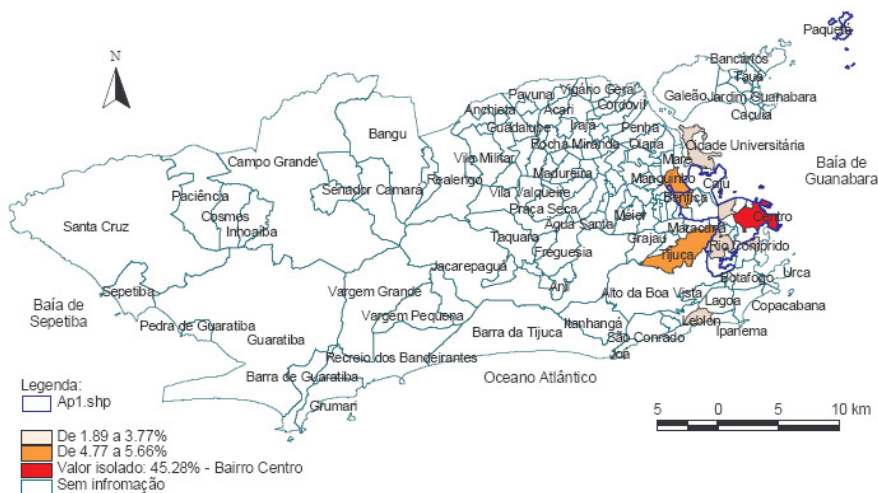 Paquetá
N
Bancários
Tauá
Galeão
Jardim Guanabara
Cacuia
Vigário Geral
Pavuna
Cordovil
Anchieta
Acari
Guadalupe
Irajá
Penha
Cidade Universitária
Bangu
Rocha Miranda
Olaria
Vila Militar
Maré
Baía de
Guanabara
Campo Grande
Madureira
Manguinho
Caju
Paciência
Senador Camará
Realengo
Vila Valqueire
Benfica
Cosmos
Praça Seca
Méier
Centro
Santa Cruz
Inhoaíba
Água Santa
Maracanã
Taquara
Grajaú
Rio Comprido
Freguesia
Tijuca
Jacarepaguá
Botafogo
Urca
Sepetiba
Vargem Grande
Anil
Alto da Boa Vista
Baía de
Sepetiba
Lagoa
Copacabana
Pedra de Guaratiba
Vargem Pequena
Itanhangá
Leblon
Guaratiba
Barra da Tijuca
São Conrado
Ipanema
Recreio dos Bandeirantes
Joá
Barra de Guaratiba
Oceano Atlântico
Grumari
Legenda:
Ap1.shp
5 0 5 10 km
De 1.89 a 3.77%
De 4.77 a 5.66%
Valor isolado: 45.28% - Bairro Centro
Sem infromação